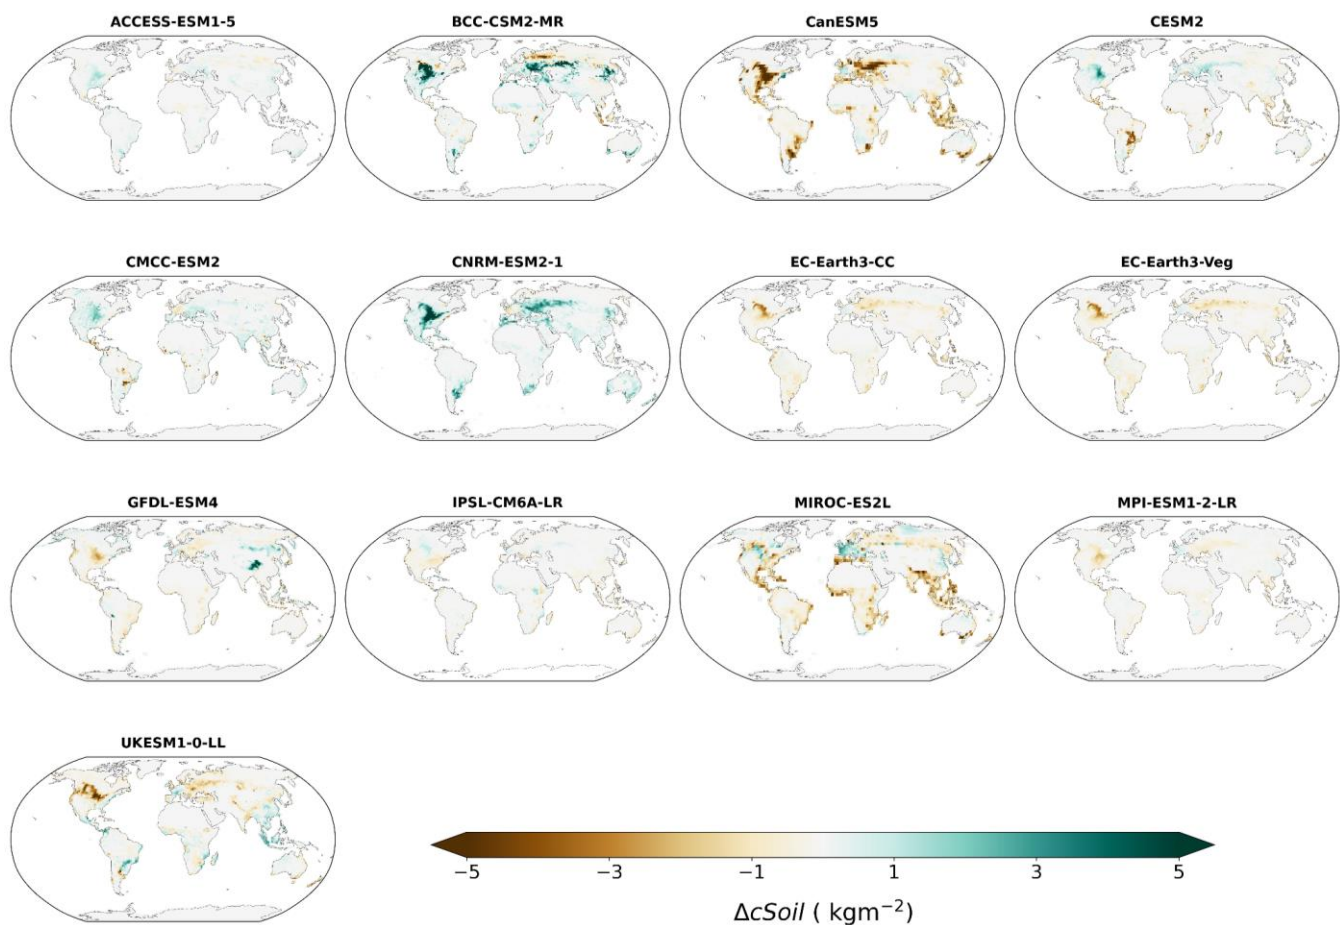 ACCESS-ESM1-5 BCC-CSM2-MR CanESM5 CESM2
CMCC-ESM2 CNRM-ESM2-1 EC-Earth3-CC EC-Earth3-Veg
GFDL-ESM4 IPSL-CM6A-LR MIROC-ES2L MPI-ESM1-2-LR
UKESM1-0-LL
−5 −3 −1 1 3 5
ΔcSoil ( kgm⁻²)